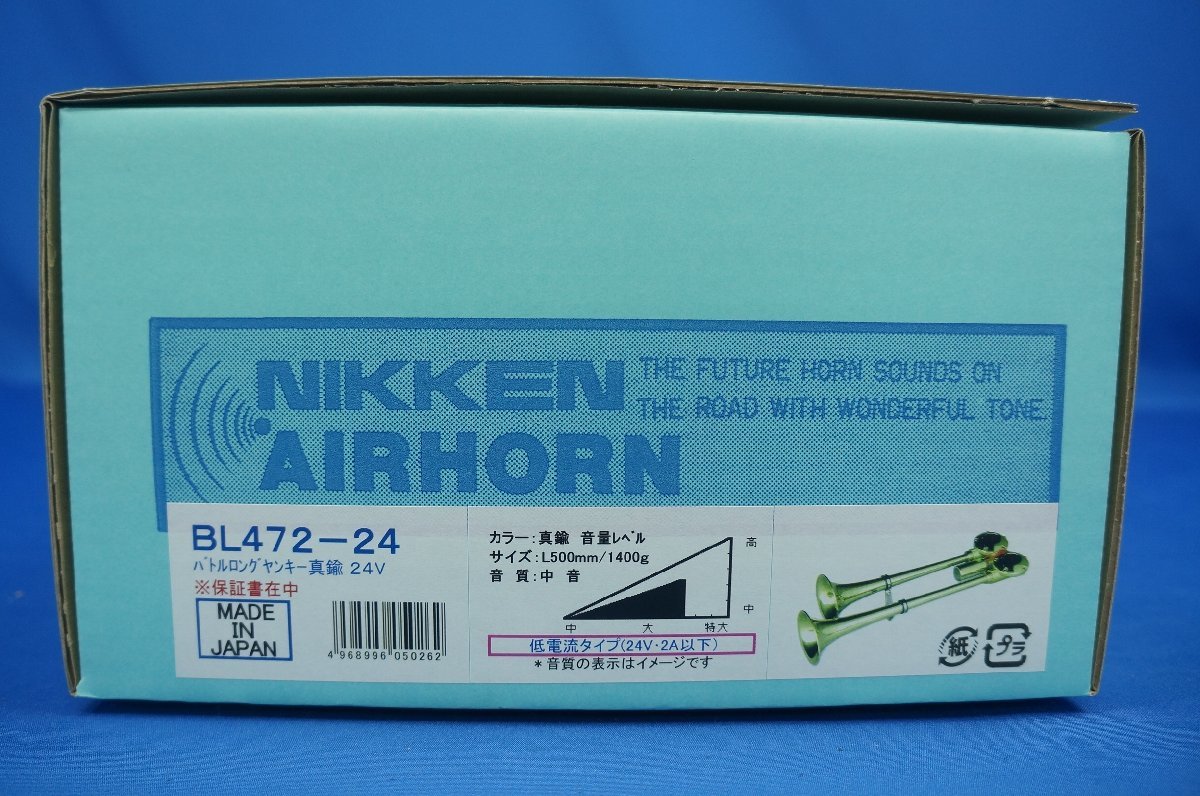 NIKKEN
AIRHORN
THE FUTURE HORN SOUNDS ON
THE ROAD WITH WONDERFUL TONE.
BL472-24
ﾊﾞﾄﾙﾛﾝｸﾞﾔﾝｷｰ真鍮 24V
※保証書在中
MADE
IN
JAPAN
4 968996 050262
カラー:真鍮 音量ﾚﾍﾞﾙ
サイズ:L500mm/1400g
音 質:中 音
高
中
中 大 特大
低電流タイプ(24V･2A以下)
*音質の表示はイメージです
紙
プラ